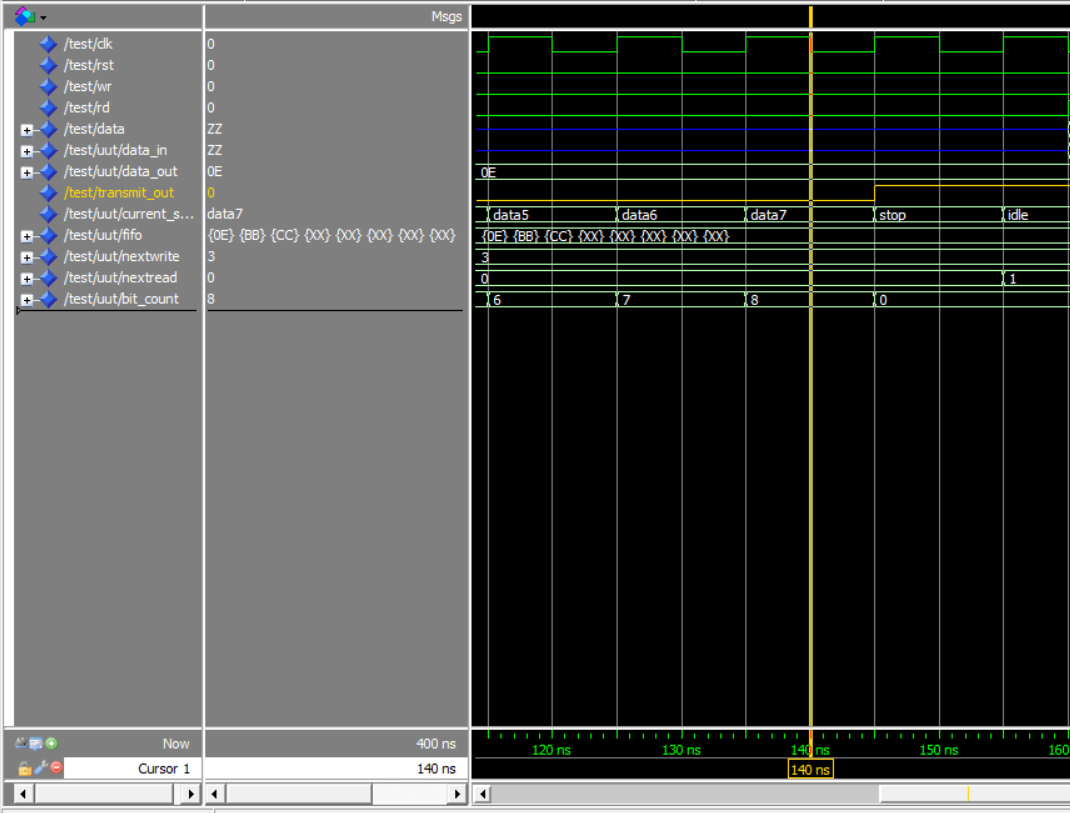 Msgs
/test/clk 0
/test/rst 0
/test/wr 0
/test/rd 0
/test/data ZZ
/test/uut/data_in ZZ
/test/uut/data_out 0E 0E
/test/transmit_out 0
/test/uut/current_s... data7 data5 data6 data7 stop idle
/test/uut/fifo {0E} {BB} {CC} {XX} {XX} {XX} {XX} {XX} {0E} {BB} {CC} {XX} {XX} {XX} {XX} {XX}
/test/uut/nextwrite 3 3
/test/uut/nextread 0 0 1
/test/uut/bit_count 8 6 7 8 0
Now 400 ns 120 ns 130 ns 140 ns 150 ns 160
Cursor 1 140 ns 140 ns